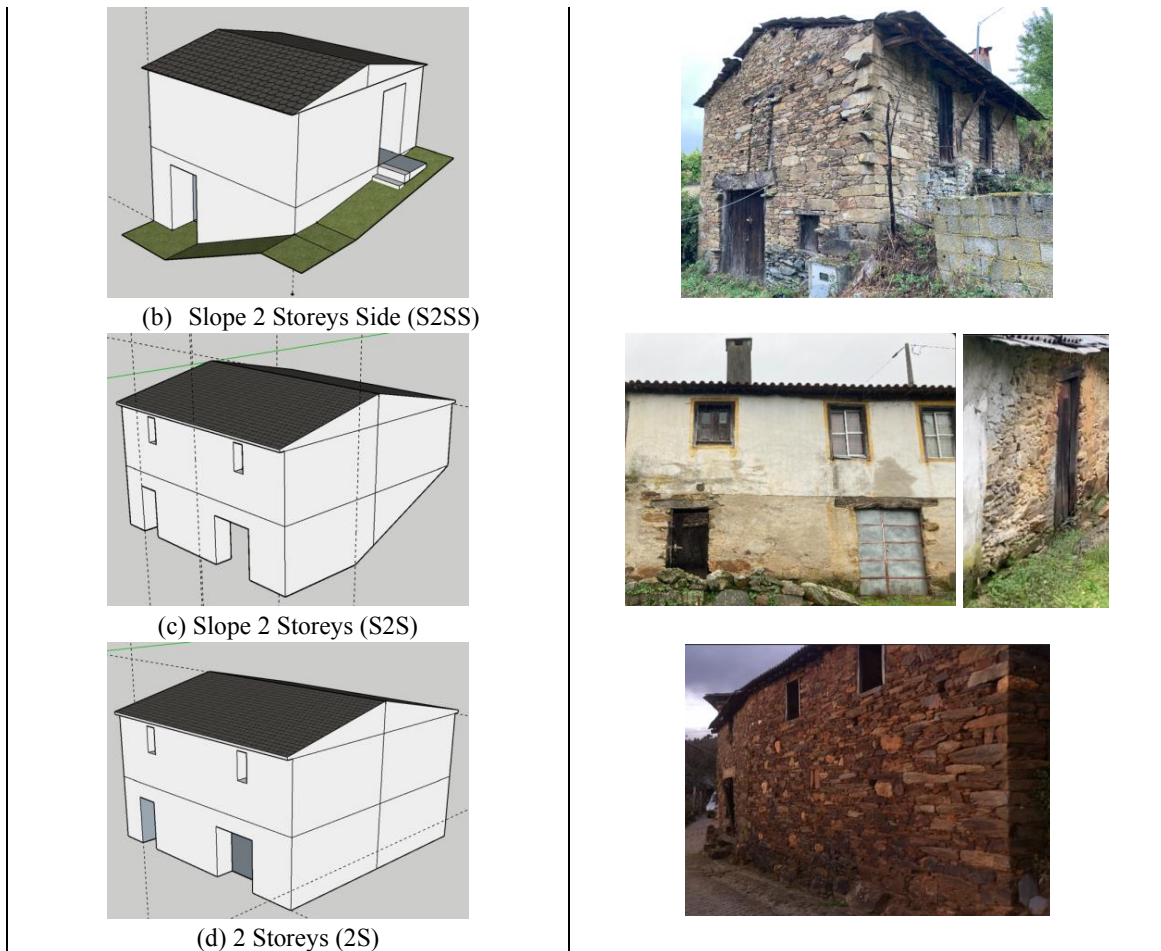 (b) Slope 2 Storeys Side (S2SS)
(c) Slope 2 Storeys (S2S)
(d) 2 Storeys (2S)